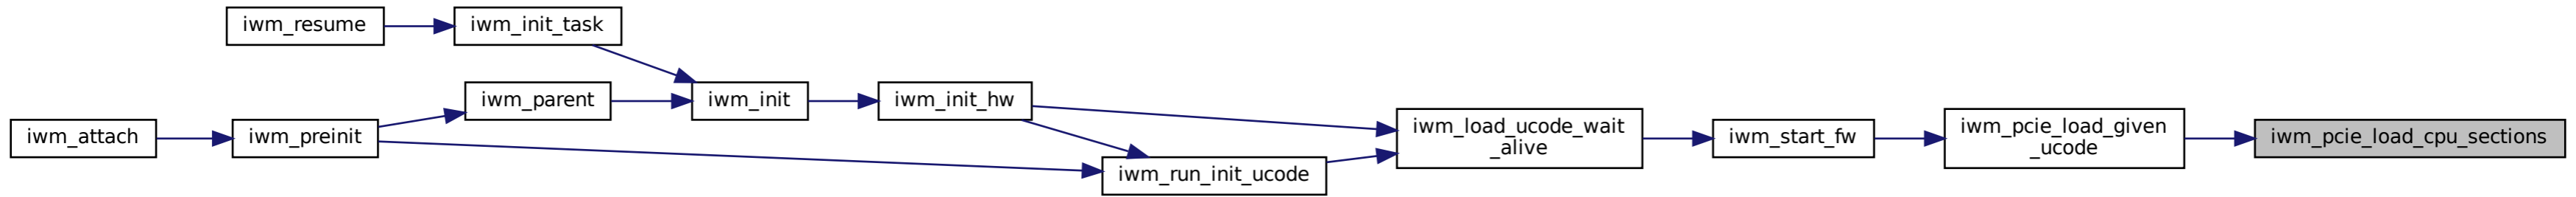 iwm_resume
iwm_init_task
iwm_attach
iwm_preinit
iwm_parent
iwm_init
iwm_init_hw
iwm_run_init_ucode
iwm_load_ucode_wait
_alive
iwm_start_fw
iwm_pcie_load_given
_ucode
iwm_pcie_load_cpu_sections